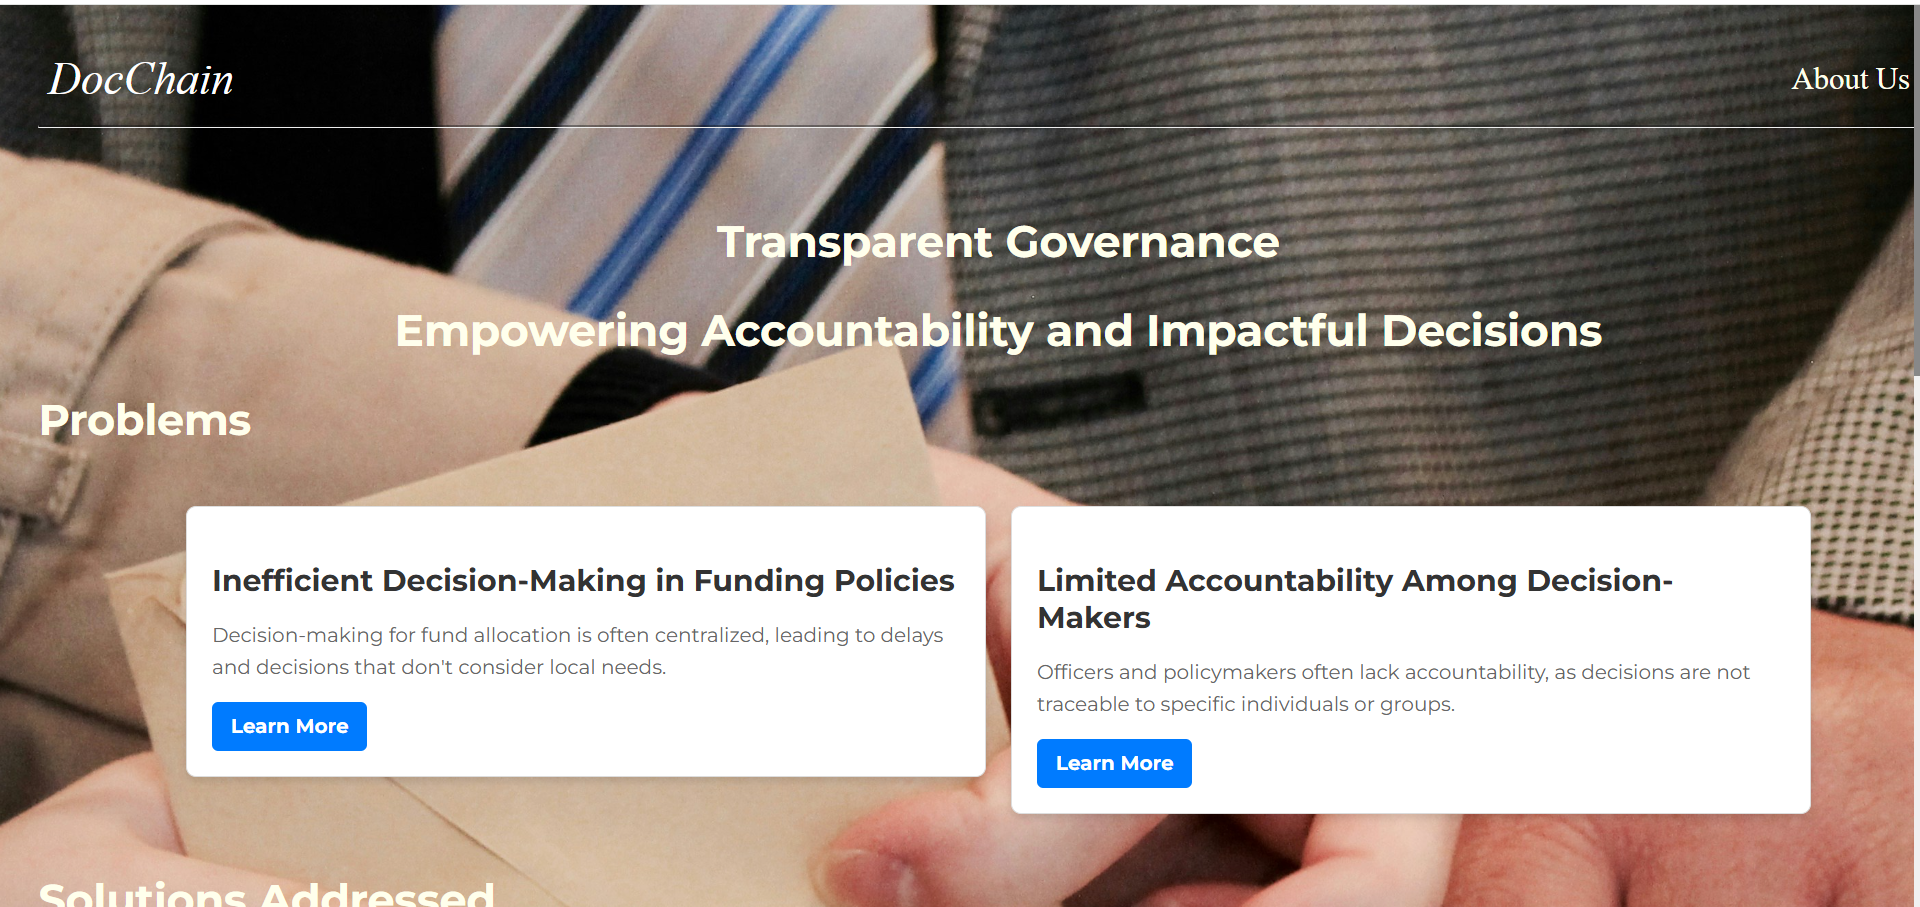 DocChain
About Us
Transparent Governance
Empowering Accountability and Impactful Decisions
Problems
Inefficient Decision-Making in Funding Policies
Decision-making for fund allocation is often centralized, leading to delays
and decisions that don't consider local needs.
Learn More
Limited Accountability Among Decision-
Makers
Officers and policymakers often lack accountability, as decisions are not
traceable to specific individuals or groups.
Learn More
Solutions Addressed